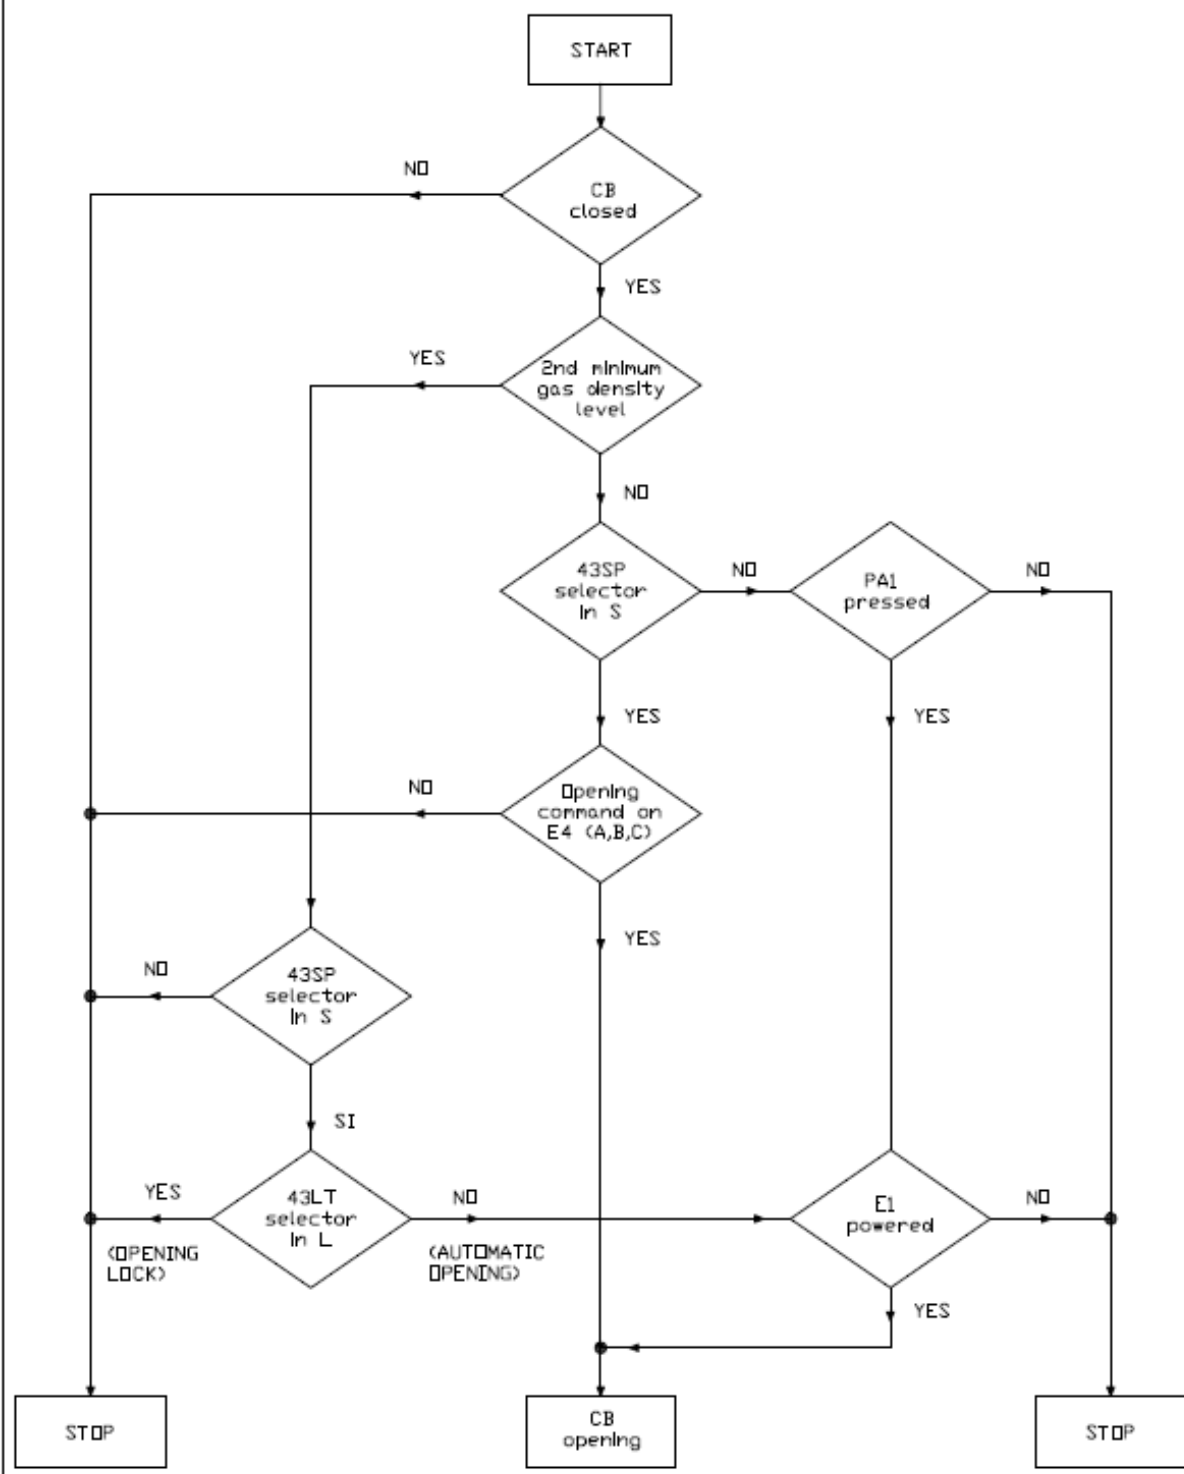 START
NO
CB
closed
YES
YES
2nd minimum
gas density
level
NO
43SP
selector
in S
NO
PA1
pressed
NO
YES
YES
NO
Opening
command on
E4 (A,B,C)
YES
NO
43SP
selector
in S
SI
YES
43LT
selector
in L
NO
E1
powered
NO
(OPENING
LOCK)
(AUTOMATIC
OPENING)
YES
STOP
CB
opening
STOP